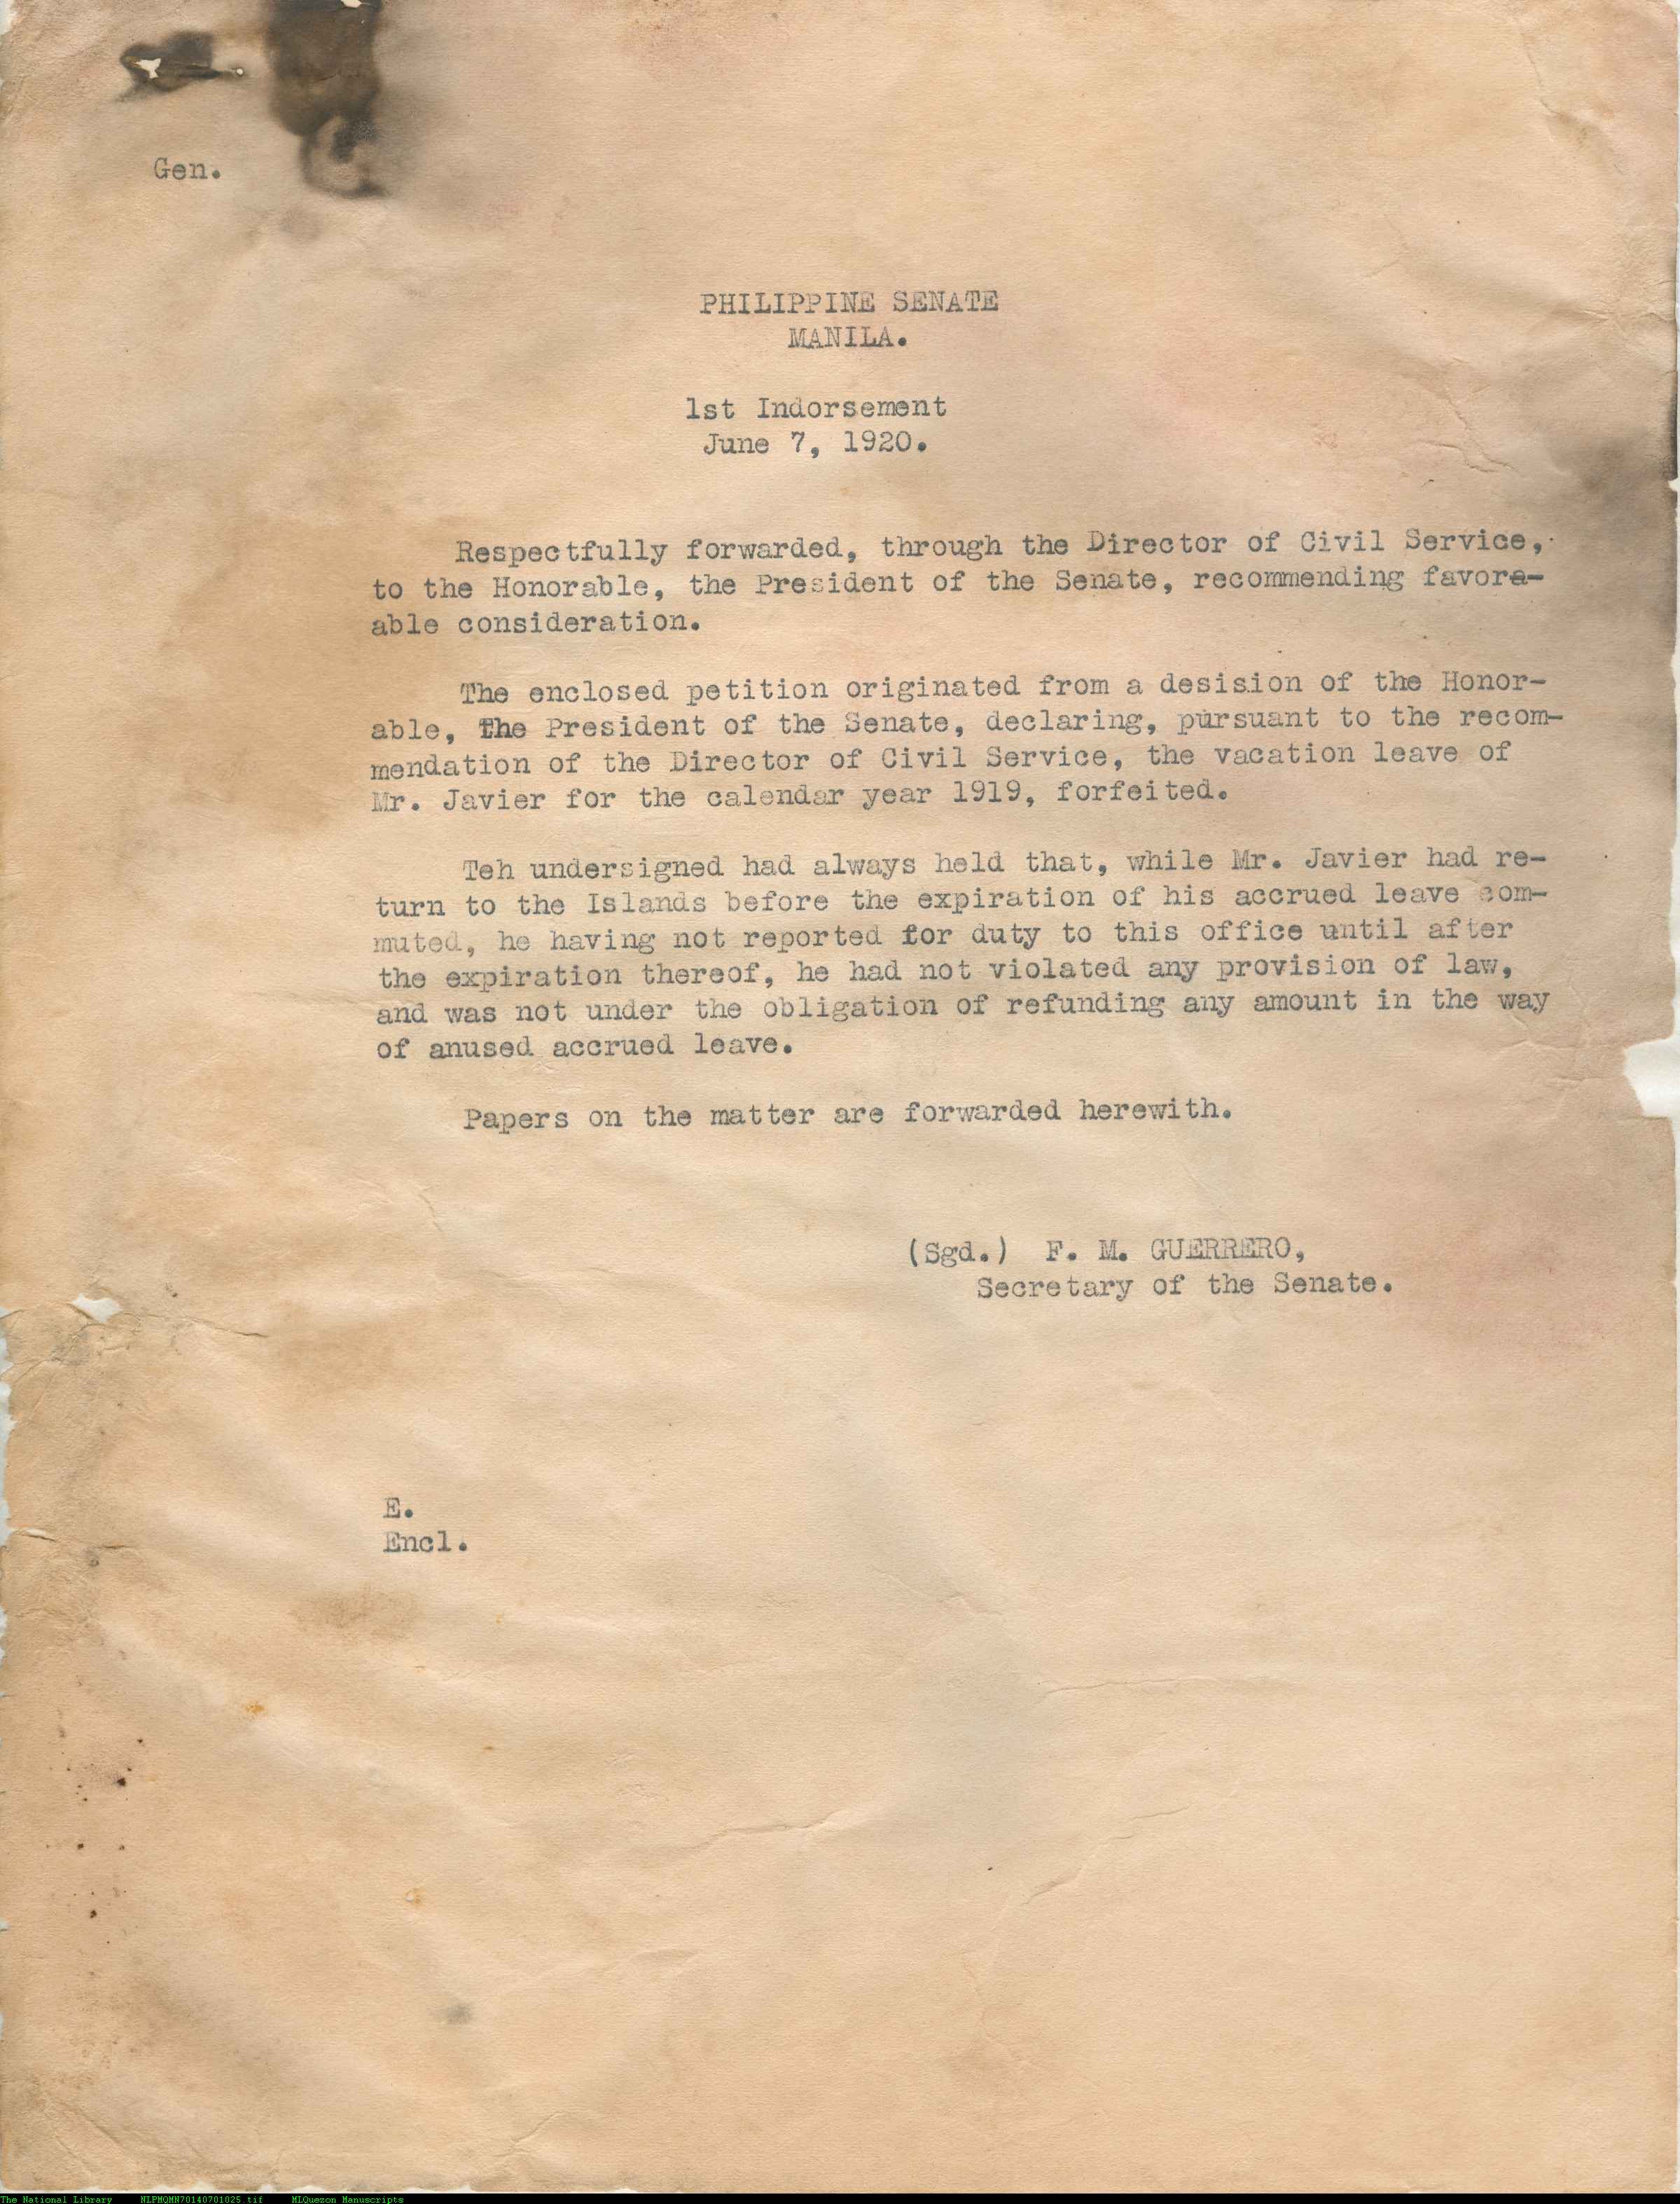 Gen.
PHILIPPINE SENATE
MANILA.
1st Indorsement
June 7, 1920.
Respectfully forwarded, through the Director of Civil Service,
to the Honorable, the President of the Senate, recommending favora-
able consideration.
The enclosed petition originated from a desision of the Honor-
able, the President of the Senate, declaring, pursuant to the recom-
mendation of the Director of Civil Service, the vacation leave of
Mr. Javier for the calendar year 1919, forfeited.
Teh undersigned had always held that, while Mr. Javier had re-
turn to the Islands before the expiration of his accrued leave com-
muted, he having not reported for duty to this office until after
the expiration thereof, he had not violated any provision of law,
and was not under the obligation of refunding any amount in the way
of anused accrued leave.
Papers on the matter are forwarded herewith.
(Sgd.) F. M. GUERRERO,
Secretary of the Senate.
E.
Encl.
The National Library NLPMQMN70140701025.tif MLQuezon Manuscripts